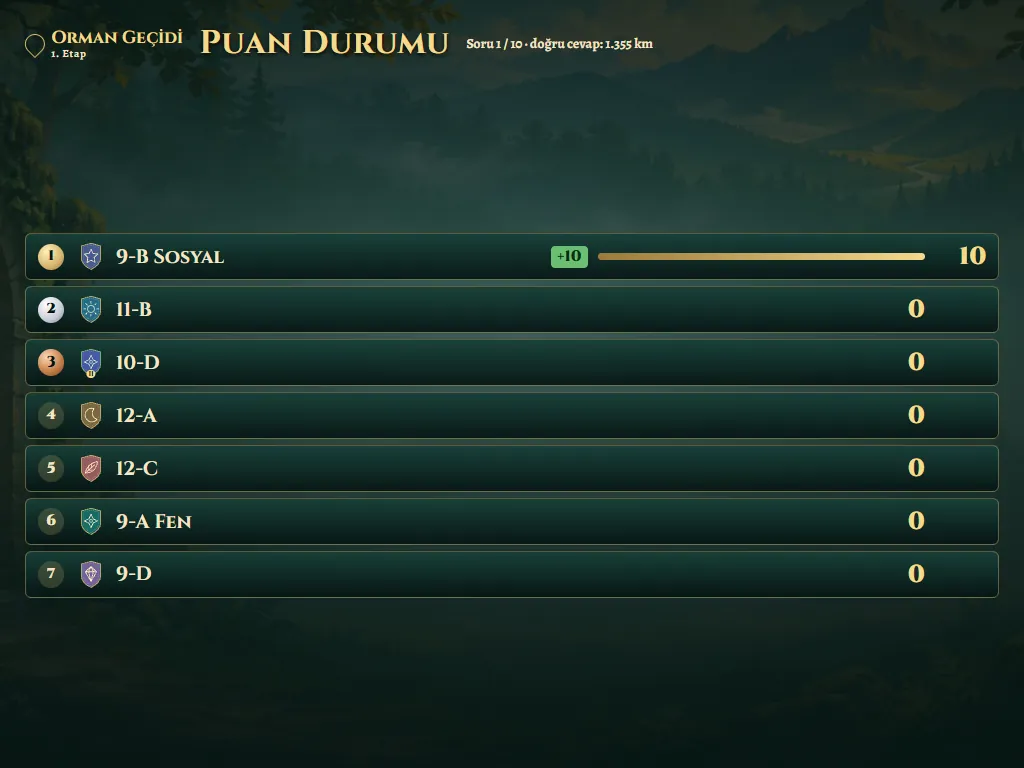 Orman Geçidi
1. Etap
Puan Durumu
Soru 1 / 10 · doğru cevap: 1.355 km
1 9-B Sosyal +10 10
2 11-B 0
3 10-D 0
4 12-A 0
5 12-C 0
6 9-A Fen 0
7 9-D 0